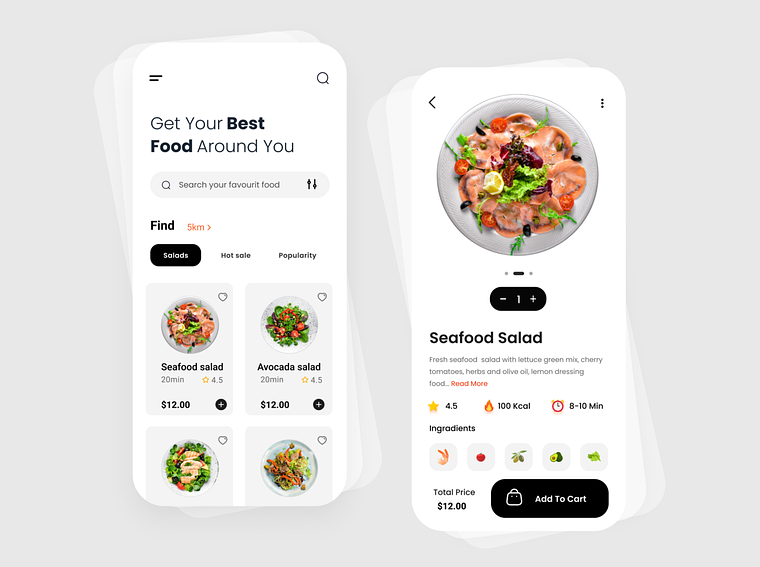 Get Your Best
Food Around You
Search your favourit food
Find 5km >
Salads Hot sale Popularity
Seafood salad
20min 4.5
$12.00
Avocada salad
20min 4.5
$12.00
1
Seafood Salad
Fresh seafood salad with lettuce green mix, cherry
tomatoes, herbs and olive oil, lemon dressing
food... Read More
4.5 100 Kcal 8-10 Min
Ingradients
Total Price
$12.00
Add To Cart